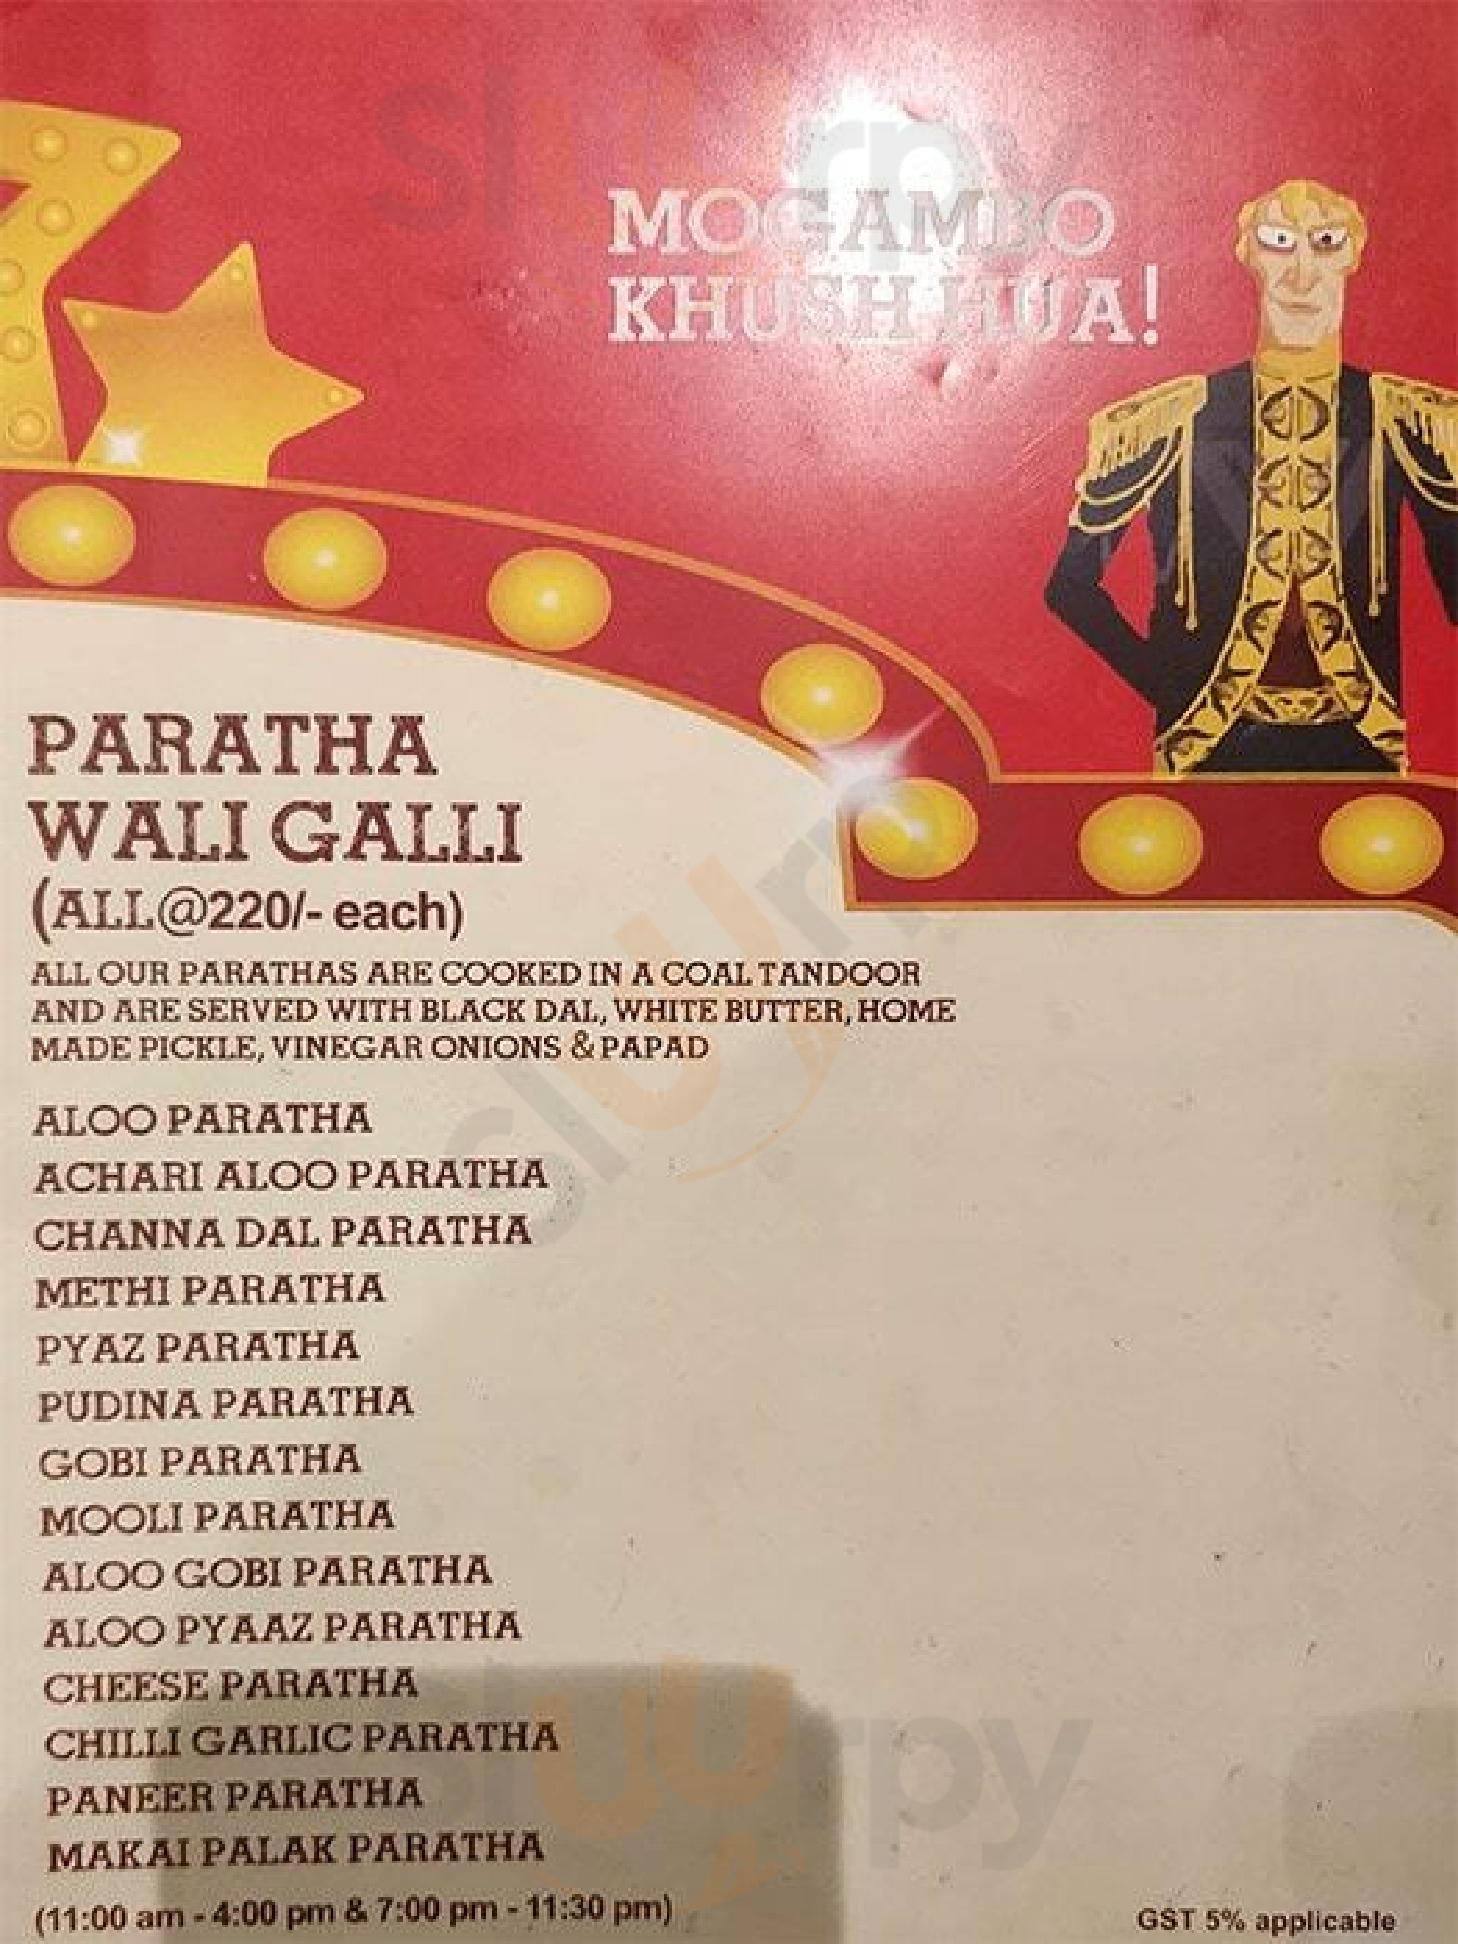 MOGAMBO
KHUSH HUA!
PARATHA
WALI GALLI
(ALL@220/- each)
ALL OUR PARATHAS ARE COOKED IN A COAL TANDOOR
AND ARE SERVED WITH BLACK DAL, WHITE BUTTER, HOME
MADE PICKLE, VINEGAR ONIONS & PAPAD
ALOO PARATHA
ACHARI ALOO PARATHA
CHANNA DAL PARATHA
METHI PARATHA
PYAZ PARATHA
PUDINA PARATHA
GOBI PARATHA
MOOLI PARATHA
ALOO GOBI PARATHA
ALOO PYAAZ PARATHA
CHEESE PARATHA
CHILLI GARLIC PARATHA
PANEER PARATHA
MAKAI PALAK PARATHA
(11:00 am - 4:00 pm & 7:00 pm - 11:30 pm)
GST 5% applicable
sluurpy
sluurpy
sluurpy